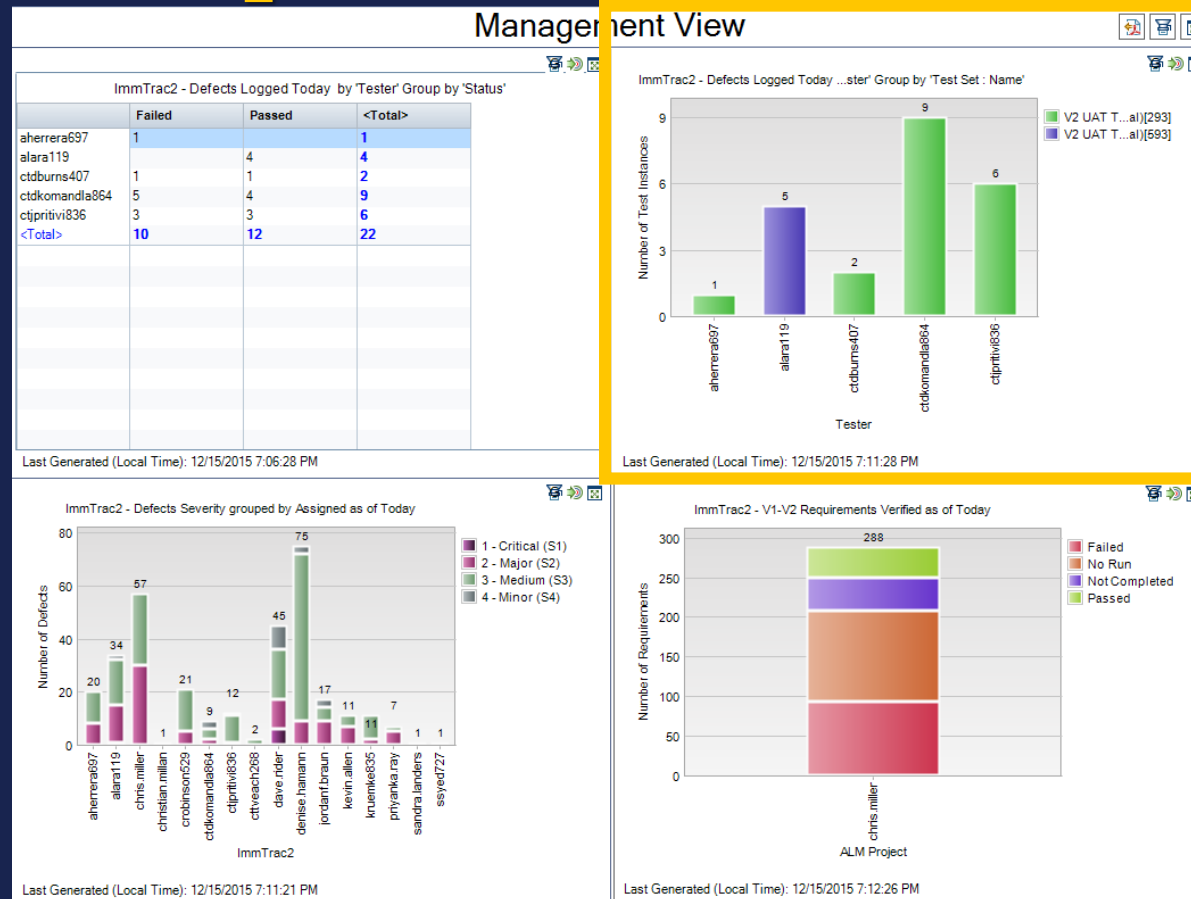 Management View
ImmTrac2 - Defects Logged Today by 'Tester' Group by 'Status'
Failed Passed <Total>
aherrera697 1 1
alara119 4 4
ctdburns407 1 1 2
ctdkomandla864 5 4 9
ctjpritivi836 3 3 6
<Total> 10 12 22
Last Generated (Local Time): 12/15/2015 7:06:28 PM
ImmTrac2 - Defects Logged Today ...ster' Group by 'Test Set : Name'
Number of Test Instances
9
6
3
0
1
5
2
9
6
V2 UAT T...al)[293]
V2 UAT T...al)[593]
aherrera697
alara119
ctdburns407
ctdkomandla864
ctjpritivi836
Tester
Last Generated (Local Time): 12/15/2015 7:11:28 PM
ImmTrac2 - Defects Severity grouped by Assigned as of Today
Number of Defects
80
60
40
20
0
20
34
57
1
21
9
12
2
45
75
17
11
11
7
1
1
1 - Critical (S1)
2 - Major (S2)
3 - Medium (S3)
4 - Minor (S4)
aherrera697
alara119
chris.miller
christian.millan
crobinson529
ctdkomandla864
ctjpritivi836
cttveach268
dave.rider
denise.hamann
jordanf.braun
kevin.allen
kruemke835
priyanka.ray
sandra.landers
ssyed727
ImmTrac2
Last Generated (Local Time): 12/15/2015 7:11:21 PM
ImmTrac2 - V1-V2 Requirements Verified as of Today
Number of Requirements
300
250
200
150
100
50
0
288
Failed
No Run
Not Completed
Passed
chris.miller
ALM Project
Last Generated (Local Time): 12/15/2015 7:12:26 PM